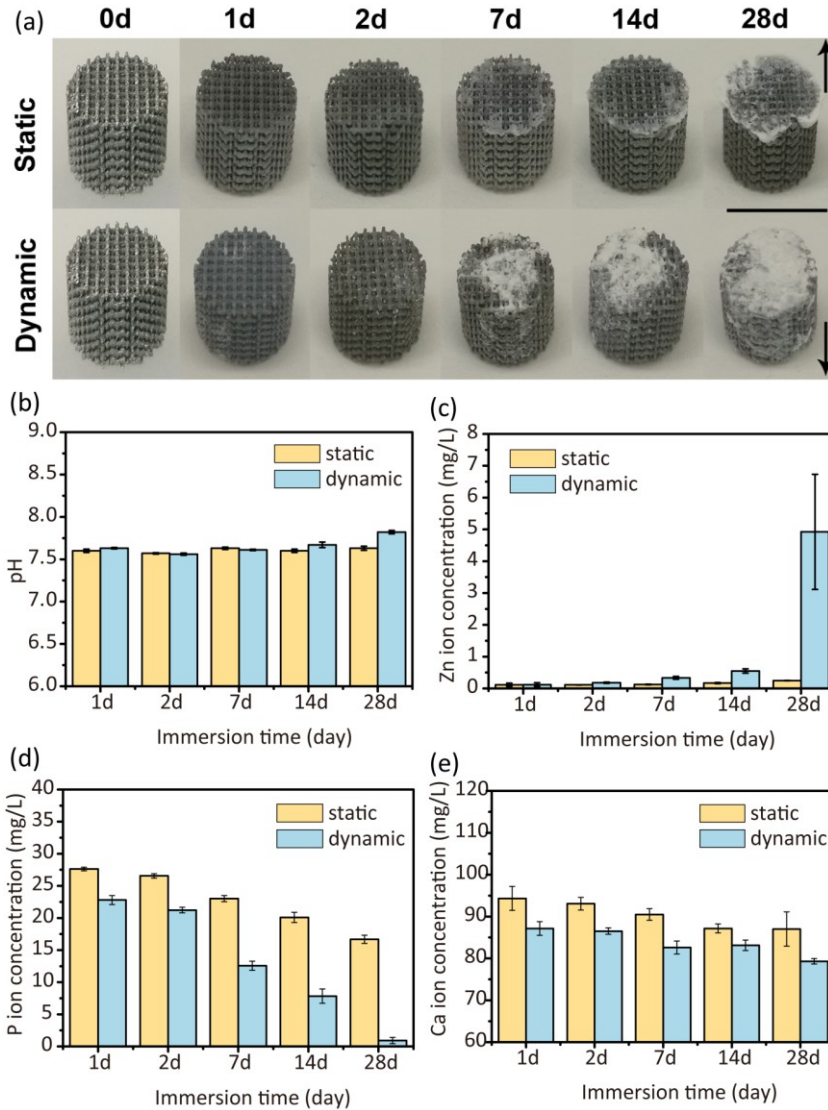 (a)
0d 1d 2d 7d 14d 28d
Static
Dynamic
(b)
pH
9.0
8.5
8.0
7.5
7.0
6.5
6.0
static
dynamic
1d 2d 7d 14d 28d
Immersion time (day)
(c)
Zn ion concentration (mg/L)
8
7
6
5
4
3
2
1
0
static
dynamic
1d 2d 7d 14d 28d
Immersion time (day)
(d)
P ion concentration (mg/L)
40
35
30
25
20
15
10
5
0
static
dynamic
1d 2d 7d 14d 28d
Immersion time (day)
(e)
Ca ion concentration (mg/L)
120
110
100
90
80
70
60
static
dynamic
1d 2d 7d 14d 28d
Immersion time (day)